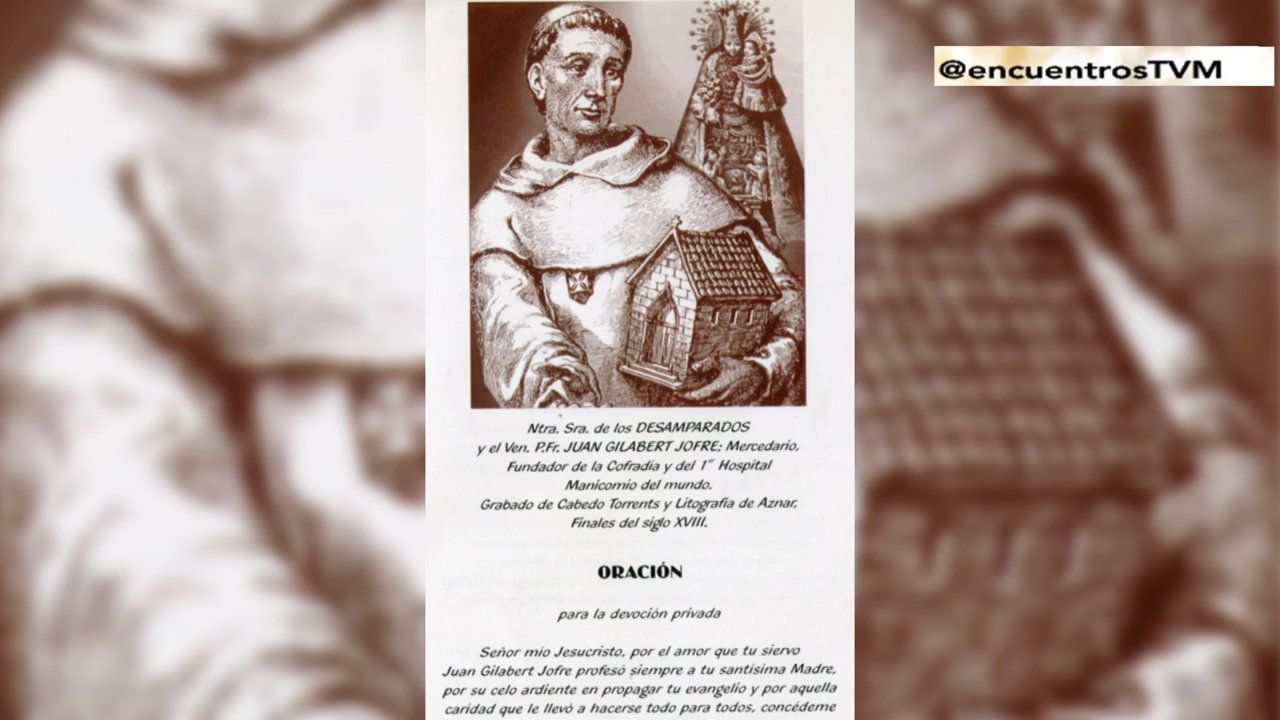 @encuentrosTVM
Ntra. Sra. de los DESAMPARADOS
y el Ven. P.Fr. JUAN GILABERT JOFRE; Mercedario,
Fundador de la Cofradía y del 1er Hospital
Manicomio del mundo.
Grabado de Cabedo Torrents y Litografía de Aznar,
Finales del siglo XVIII.
ORACIÓN
para la devoción privada
Señor mio Jesucristo, por el amor que tu siervo
Juan Gilabert Jofre profesó siempre a tu santísima Madre,
por su celo ardiente en propagar tu evangelio y por aquella
caridad que le llevó a hacerse todo para todos, concédeme